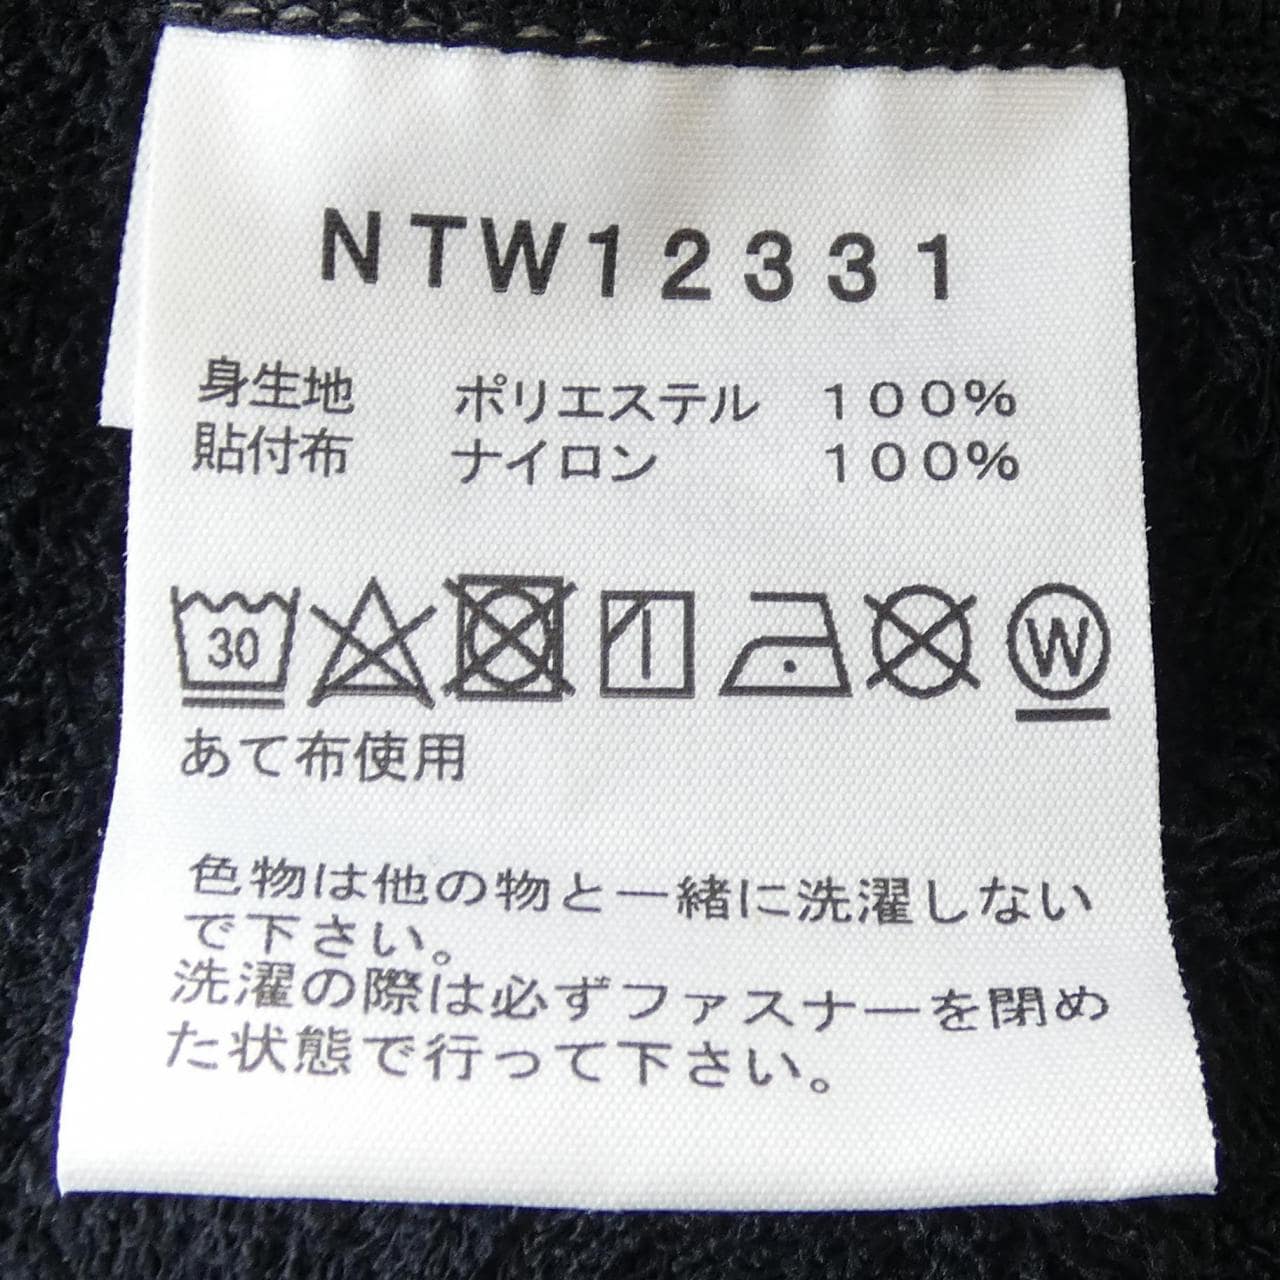 NTW12331
身生地 ポリエステル 100%
貼付布 ナイロン 100%
30 W
あて布使用
色物は他の物と一緒に洗濯しない
で下さい。
洗濯の際は必ずファスナーを閉め
た状態で行って下さい。